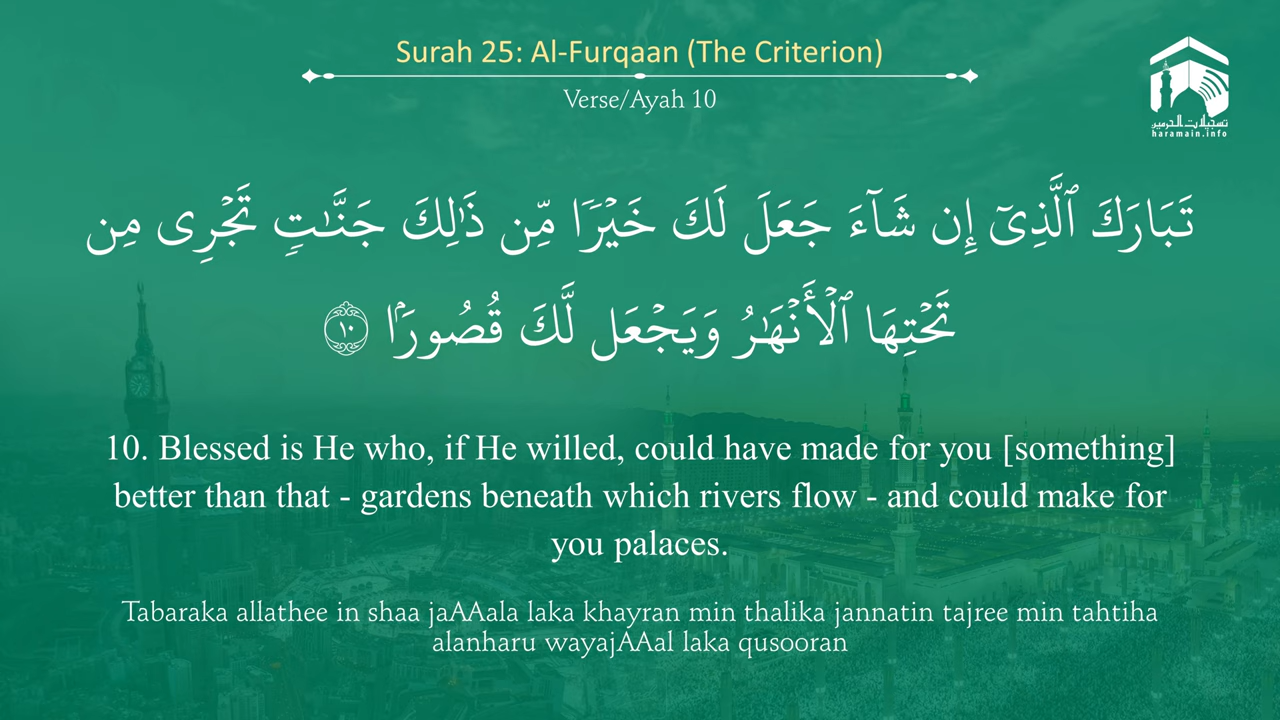 Surah 25: Al-Furqaan (The Criterion)
Verse/Ayah 10
تسجيلات الحرمين
haramain.info
تَبَارَكَ ٱلَّذِىٓ إِن شَآءَ جَعَلَ لَكَ خَيْرًا مِّن ذَٰلِكَ جَنَّـٰتٍ تَجْرِى مِن
تَحْتِهَا ٱلْأَنْهَـٰرُ وَيَجْعَل لَّكَ قُصُورًۢا ١٠
10. Blessed is He who, if He willed, could have made for you [something]
better than that - gardens beneath which rivers flow - and could make for
you palaces.
Tabaraka allathee in shaa jaAAala laka khayran min thalika jannatin tajree min tahtiha
alanharu wayajAAal laka qusooran